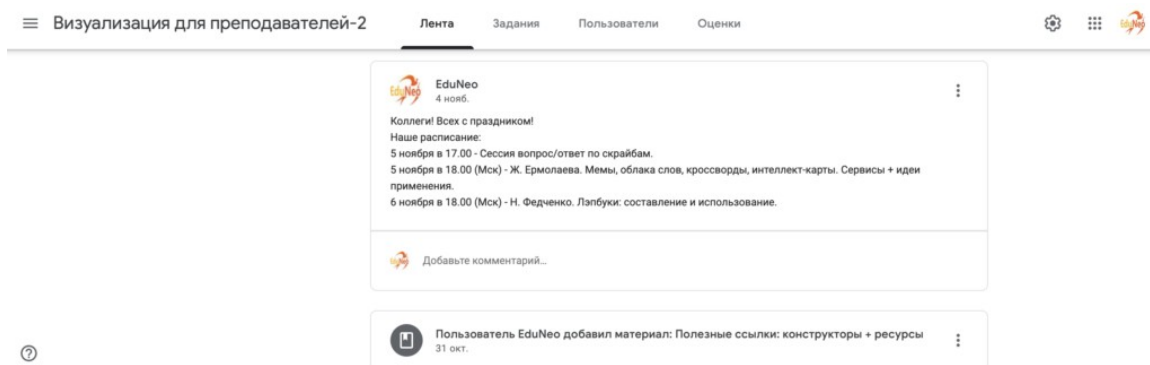 Визуализация для преподавателей-2
Лента
Задания
Пользователи
Оценки
EduNeo
EduNeo
EduNeo
4 нояб.
Коллеги! Всех с праздником!
Наше расписание:
5 ноября в 17.00 - Сессия вопрос/ответ по скрайбам.
5 ноября в 18.00 (Мск) - Ж. Ермолаева. Мемы, облака слов, кроссворды, интеллект-карты. Сервисы + идеи
применения.
6 ноября в 18.00 (Мск) - Н. Федченко. Лэпбуки: составление и использование.
EduNeo
Добавьте комментарий...
Пользователь EduNeo добавил материал: Полезные ссылки: конструкторы + ресурсы
31 окт.